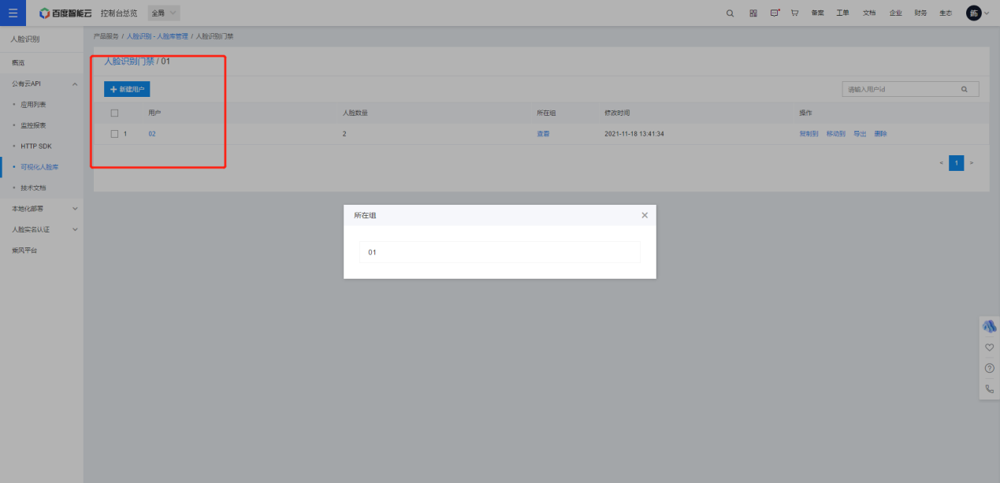 百度智能云 控制台总览 全局 备案 工单 文档 企业 财务 生态
人脸识别
概览
公有云API
应用列表
监控报表
HTTP SDK
可视化人脸库
技术文档
本地化部署
人脸实名认证
乘风平台
产品服务 / 人脸识别 - 人脸库管理 / 人脸识别门禁
人脸识别门禁 / 01
+ 新建用户
请输入用户id
用户 人脸数量 所在组 修改时间 操作
1 02 2 查看 2021-11-18 13:41:34 复制到 移动到 导出 删除
< 1 >
所在组
01